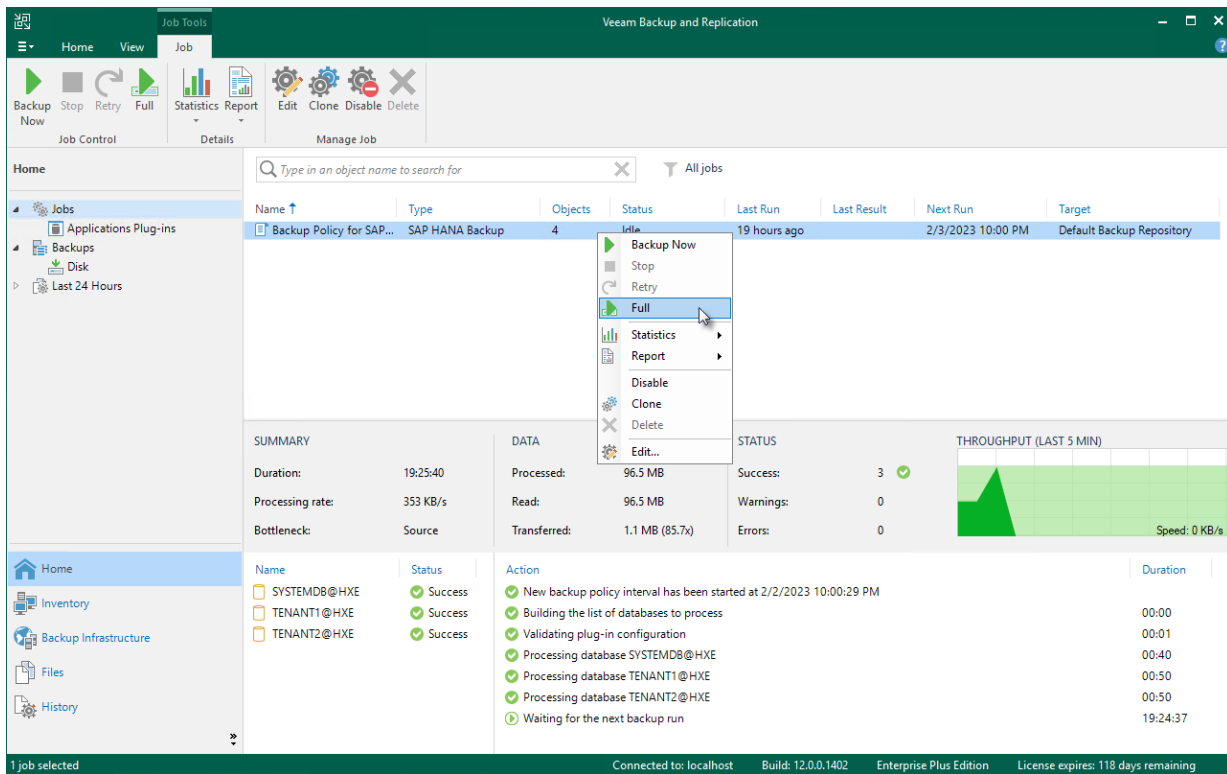 Job Tools
Veeam Backup and Replication
Home View Job
Backup Now
Stop
Retry
Full
Statistics
Report
Edit
Clone
Disable
Delete
Job Control
Details
Manage Job
Home
Type in an object name to search for
All jobs
Jobs
Applications Plug-ins
Backups
Disk
Last 24 Hours
Name Type Objects Status Last Run Last Result Next Run Target
Backup Policy for SAP... SAP HANA Backup 4 Idle 19 hours ago 2/3/2023 10:00 PM Default Backup Repository
Backup Now
Stop
Retry
Full
Statistics
Report
Disable
Clone
Delete
Edit...
SUMMARY
Duration: 19:25:40
Processing rate: 353 KB/s
Bottleneck: Source
DATA
Processed: 96.5 MB
Read: 96.5 MB
Transferred: 1.1 MB (85.7x)
STATUS
Success: 3
Warnings: 0
Errors: 0
THROUGHPUT (LAST 5 MIN)
Speed: 0 KB/s
Home
Inventory
Backup Infrastructure
Files
History
Name Status
SYSTEMDB@HXE Success
TENANT1@HXE Success
TENANT2@HXE Success
Action Duration
New backup policy interval has been started at 2/2/2023 10:00:29 PM
Building the list of databases to process 00:00
Validating plug-in configuration 00:01
Processing database SYSTEMDB@HXE 00:40
Processing database TENANT1@HXE 00:50
Processing database TENANT2@HXE 00:50
Waiting for the next backup run 19:24:37
1 job selected
Connected to: localhost
Build: 12.0.0.1402
Enterprise Plus Edition
License expires: 118 days remaining